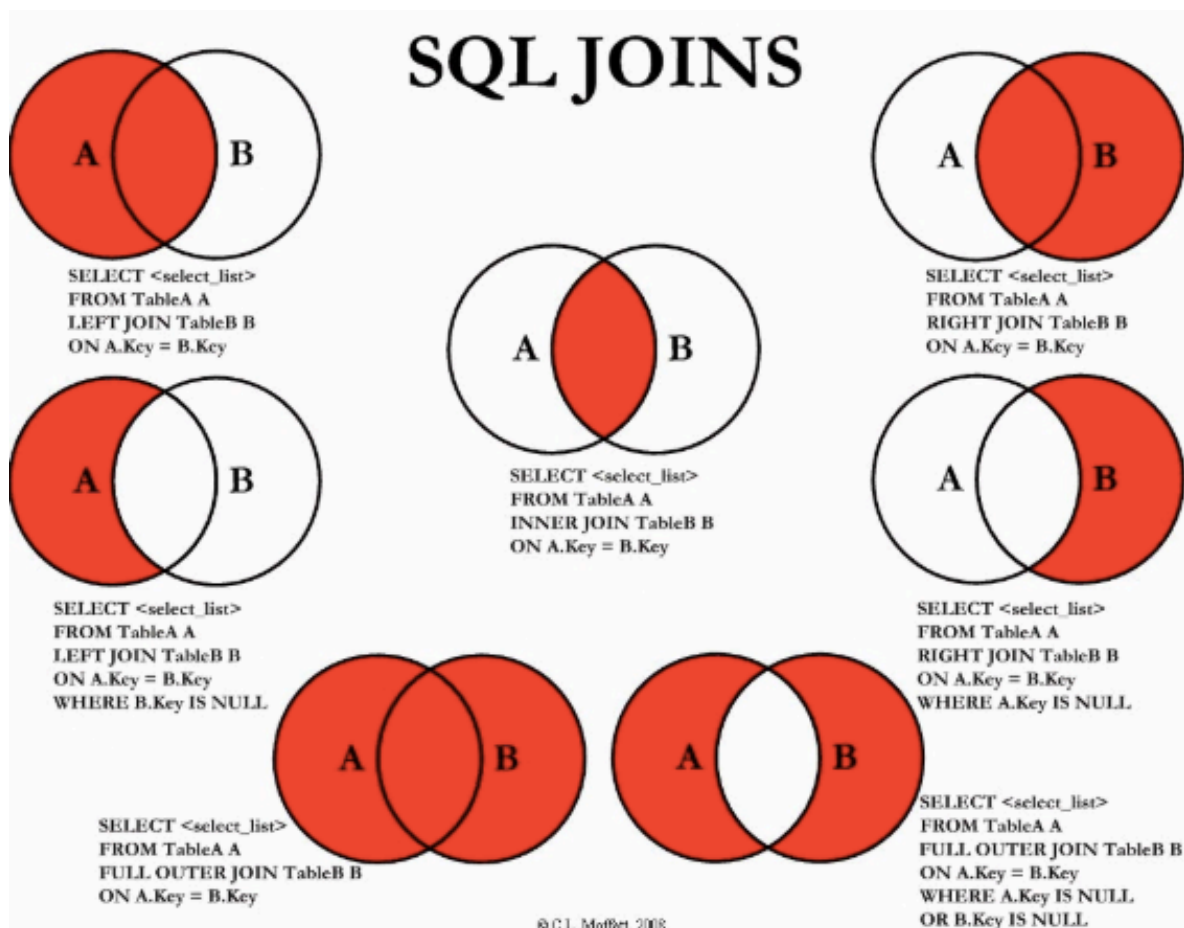 SQL JOINS
A B
SELECT <select_list>
FROM TableA A
LEFT JOIN TableB B
ON A.Key = B.Key
A B
SELECT <select_list>
FROM TableA A
RIGHT JOIN TableB B
ON A.Key = B.Key
A B
SELECT <select_list>
FROM TableA A
INNER JOIN TableB B
ON A.Key = B.Key
A B
SELECT <select_list>
FROM TableA A
LEFT JOIN TableB B
ON A.Key = B.Key
WHERE B.Key IS NULL
A B
SELECT <select_list>
FROM TableA A
RIGHT JOIN TableB B
ON A.Key = B.Key
WHERE A.Key IS NULL
A B
SELECT <select_list>
FROM TableA A
FULL OUTER JOIN TableB B
ON A.Key = B.Key
A B
SELECT <select_list>
FROM TableA A
FULL OUTER JOIN TableB B
ON A.Key = B.Key
WHERE A.Key IS NULL
OR B.Key IS NULL
© C.L. Moffatt, 2008